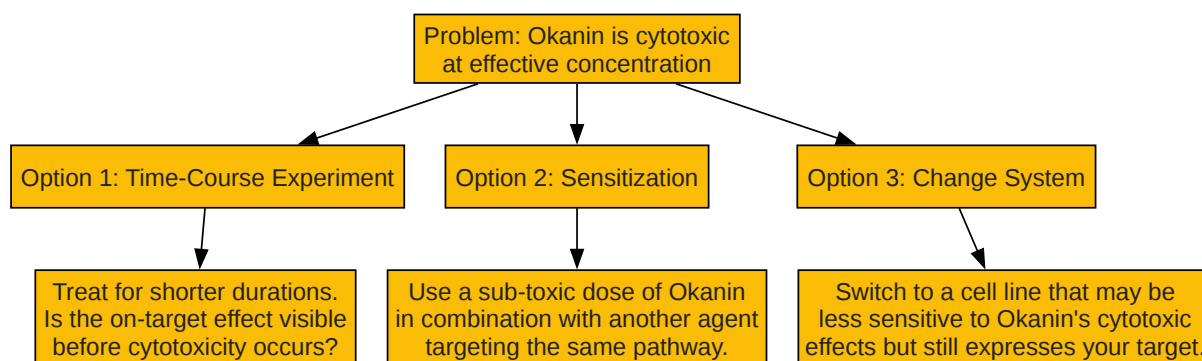 Problem: Okanin is cytotoxic
at effective concentration
Option 1: Time-Course Experiment
Option 2: Sensitization
Option 3: Change System
Treat for shorter durations.
Is the on-target effect visible
before cytotoxicity occurs?
Use a sub-toxic dose of Okanin
in combination with another agent
targeting the same pathway.
Switch to a cell line that may be
less sensitive to Okanin's cytotoxic
effects but still expresses your target.